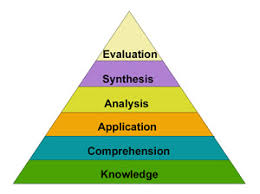 Evaluation
Synthesis
Analysis
Application
Comprehension
Knowledge